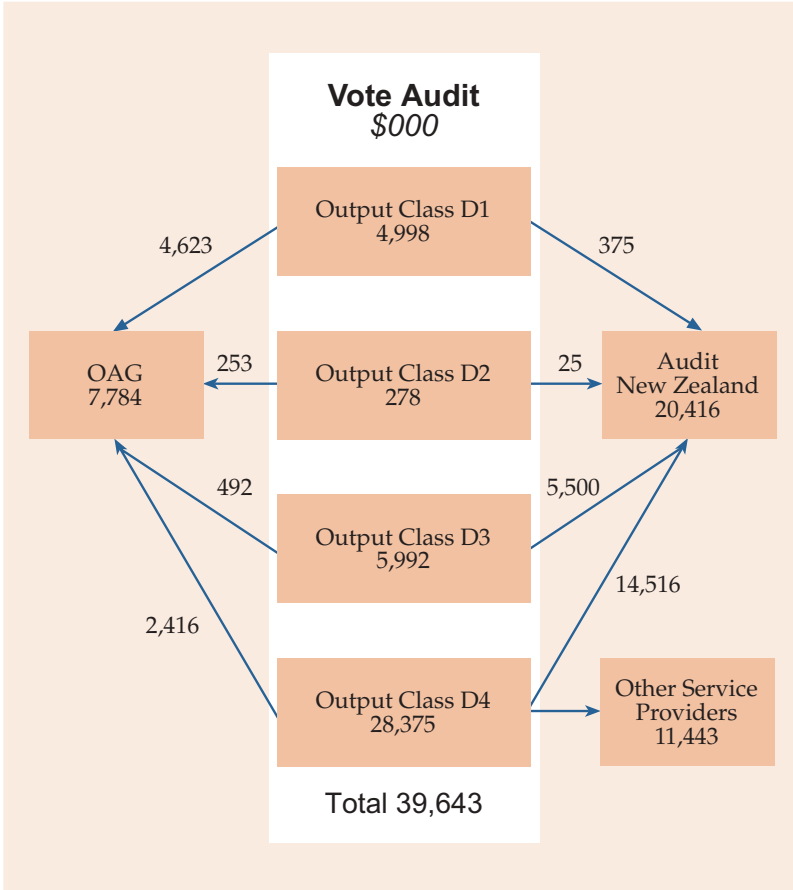 Vote Audit
$000
Output Class D1
4,998
4,623
375
OAG
7,784
253
Output Class D2
278
25
Audit
New Zealand
20,416
492
Output Class D3
5,992
5,500
2,416
14,516
Output Class D4
28,375
Other Service
Providers
11,443
Total 39,643